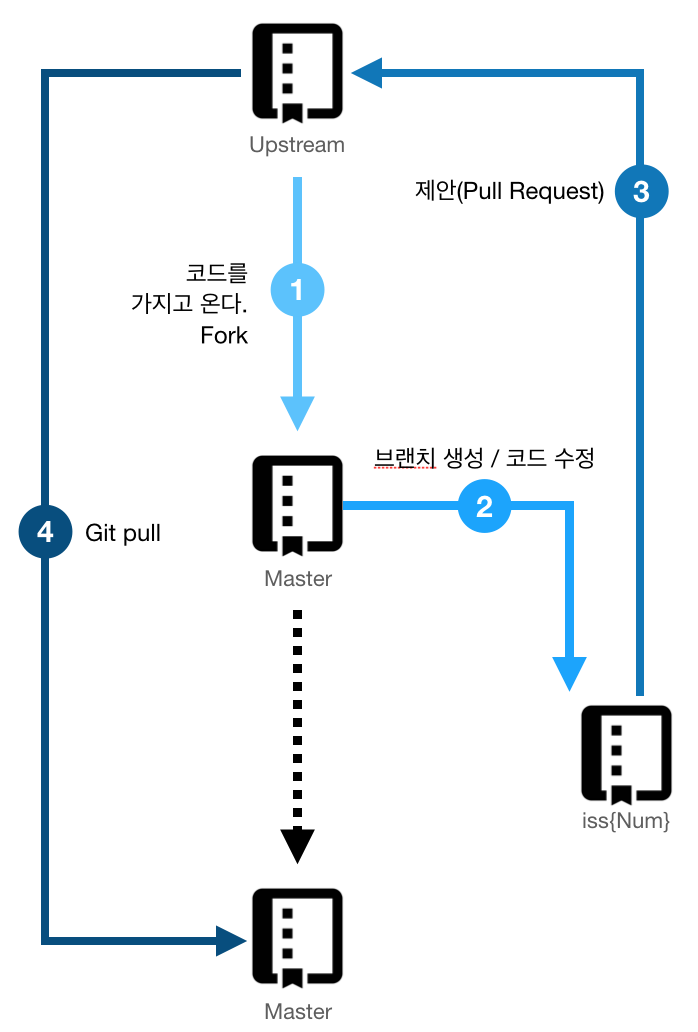 Upstream
제안(Pull Request)
3
코드를
가지고 온다.
Fork
1
브랜치 생성 / 코드 수정
2
4
Git pull
Master
iss{Num}
Master